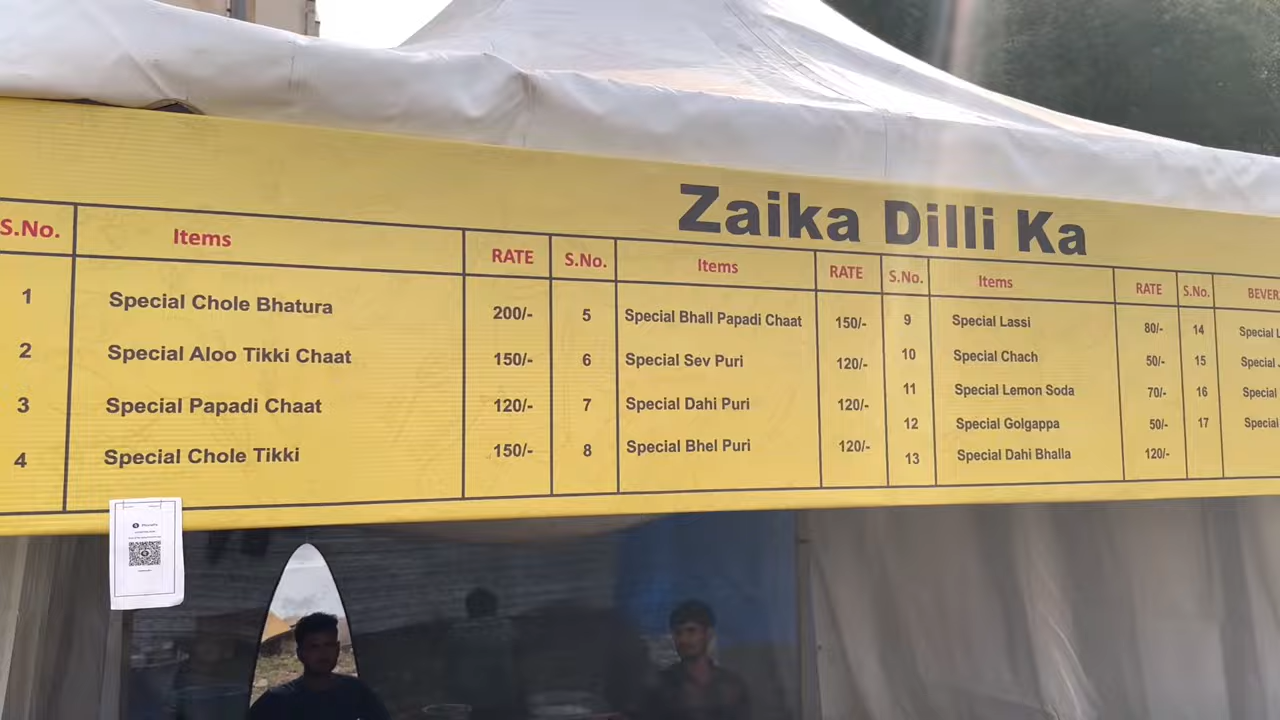 Zaika Dilli Ka
S.No. Items RATE S.No. Items RATE S.No. Items RATE S.No.
1 Special Chole Bhatura 200/- 5 Special Bhall Papadi Chaat 150/- 9 Special Lassi 80/- 14 Special
2 Special Aloo Tikki Chaat 150/- 6 Special Sev Puri 120/- 10 Special Chach 50/- 15 Special
3 Special Papadi Chaat 120/- 7 Special Dahi Puri 120/- 11 Special Lemon Soda 70/- 16 Special
4 Special Chole Tikki 150/- 8 Special Bhel Puri 120/- 12 Special Golgappa 50/- 17 Special
13 Special Dahi Bhalla 120/-